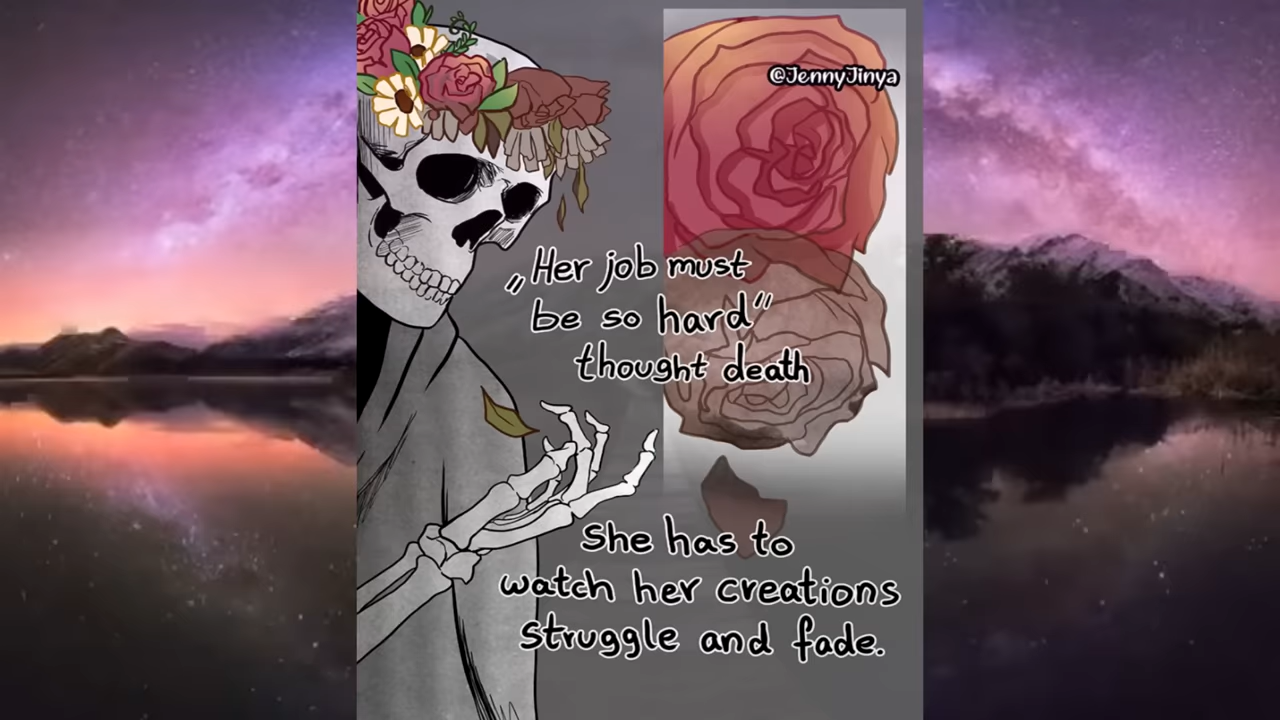 @JennyJinya
„Her job must
be so hard"
thought death
She has to
watch her creations
struggle and fade.